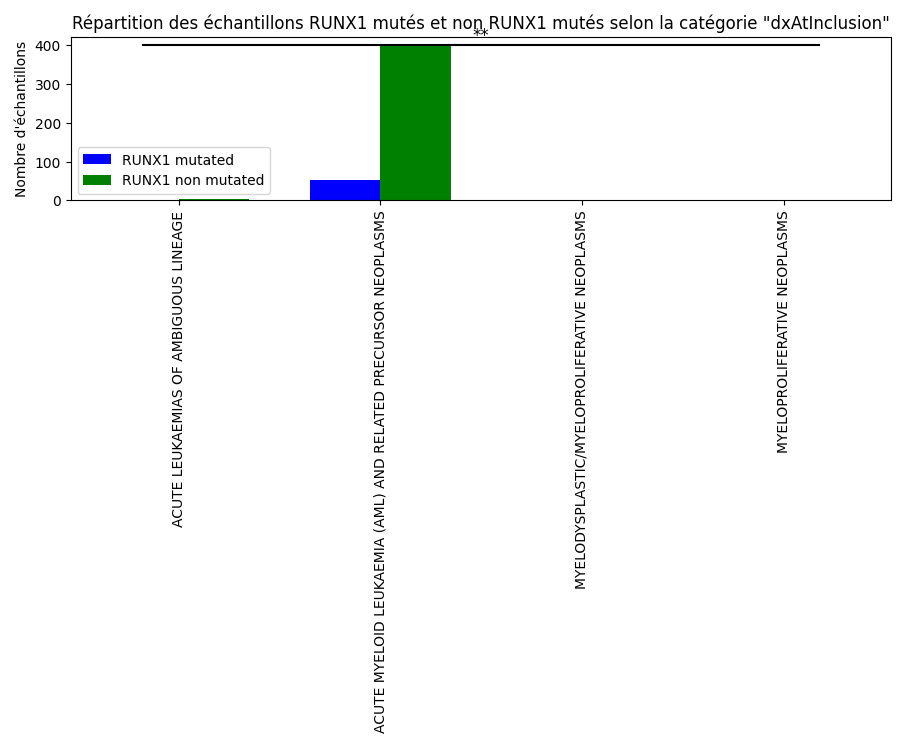 Répartition des échantillons RUNX1 mutés et non RUNX1 mutés selon la catégorie "dxAtInclusion"
**
Nombre d'échantillons
400
300
200
100
0
RUNX1 mutated
RUNX1 non mutated
ACUTE LEUKAEMIAS OF AMBIGUOUS LINEAGE
ACUTE MYELOID LEUKAEMIA (AML) AND RELATED PRECURSOR NEOPLASMS
MYELODYSPLASTIC/MYELOPROLIFERATIVE NEOPLASMS
MYELOPROLIFERATIVE NEOPLASMS